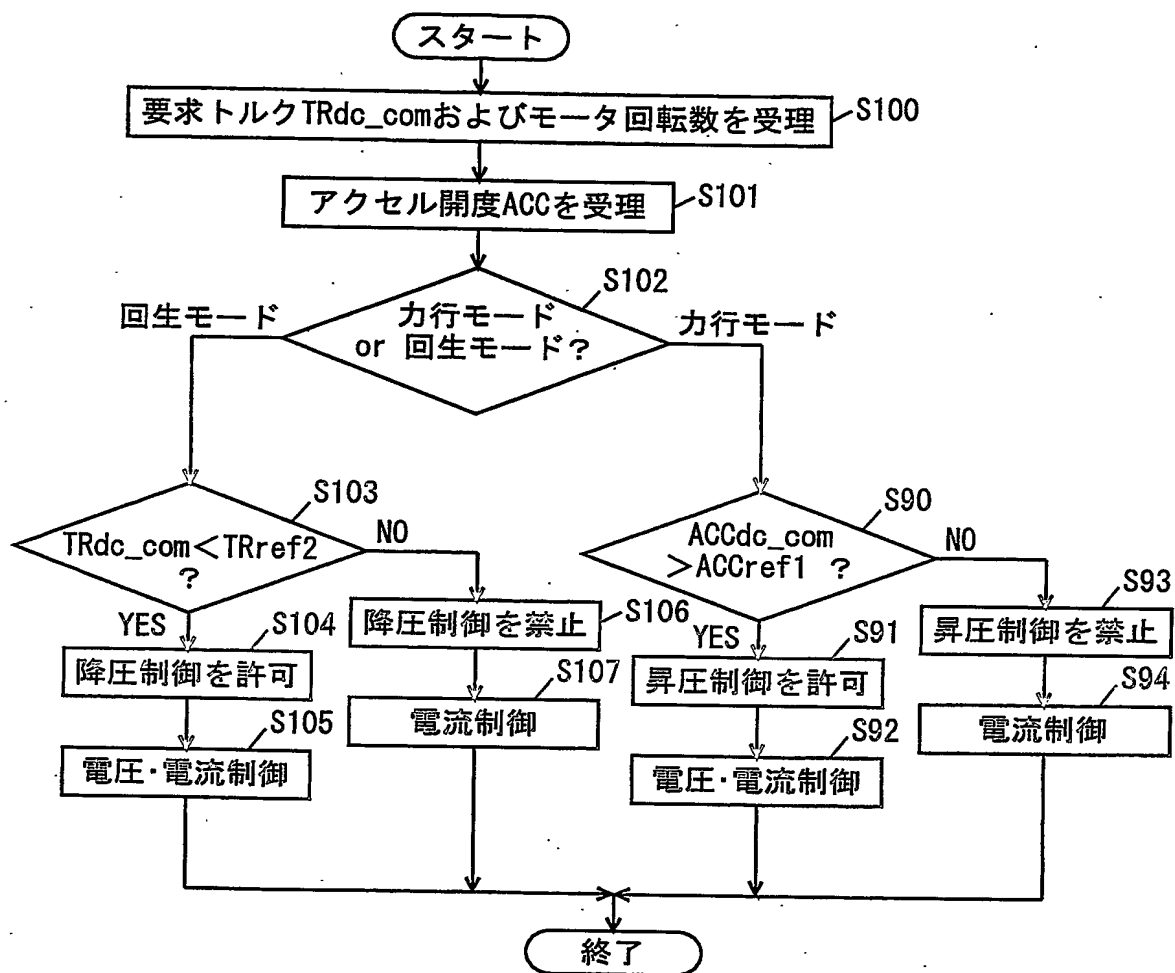 スタート
要求トルクTRdc_comおよびモータ回転数を受理
S100
アクセル開度ACCを受理
S101
S102
回生モード
力行モード
or 回生モード?
力行モード
S103
TRdc_com<TRref2
?
NO
YES
S104
降圧制御を許可
S105
電圧・電流制御
降圧制御を禁止
S106
S107
電流制御
S90
ACCdc_com
>ACCref1 ?
NO
YES
S91
昇圧制御を許可
S92
電圧・電流制御
S93
昇圧制御を禁止
S94
電流制御
終了